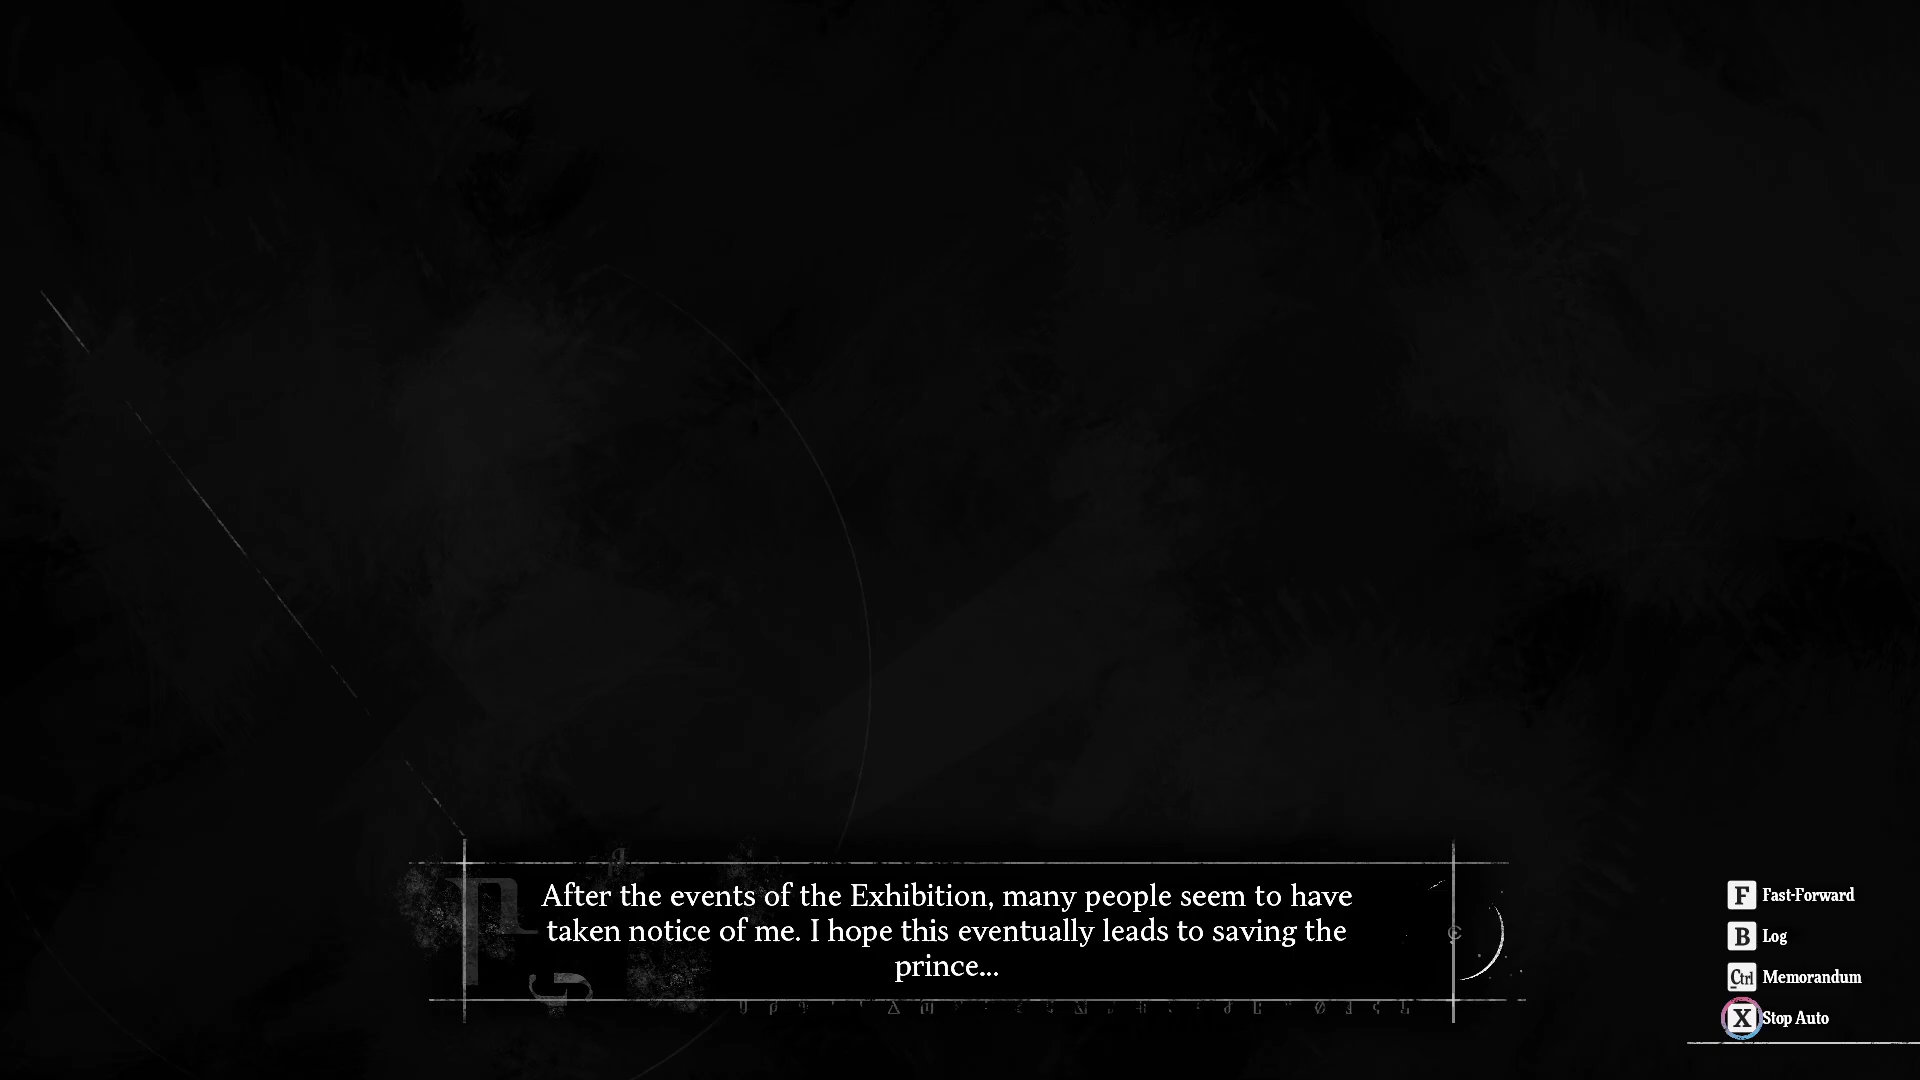 After the events of the Exhibition, many people seem to have
taken notice of me. I hope this eventually leads to saving the
prince...
F Fast-Forward
B Log
Ctrl Memorandum
X Stop Auto